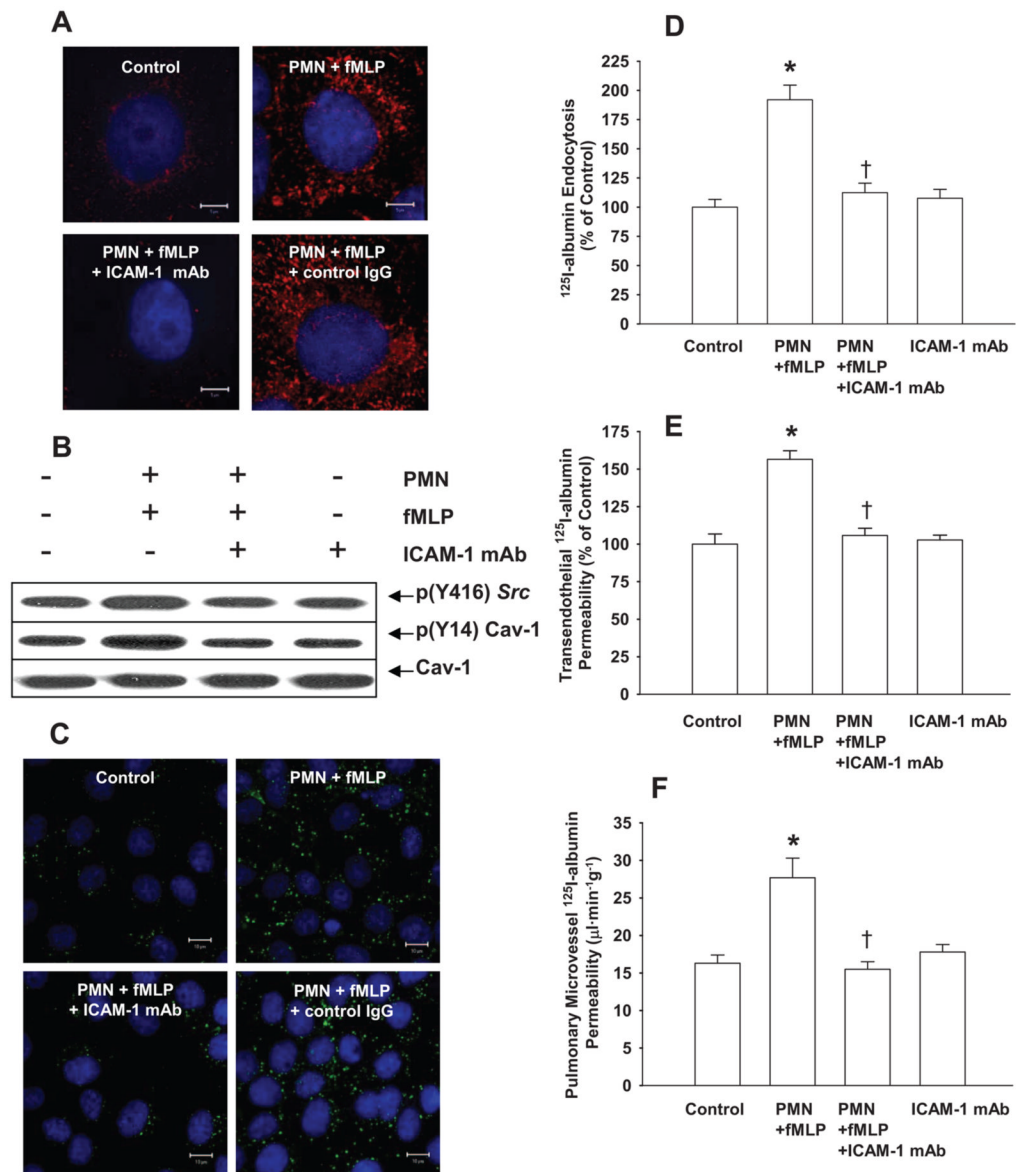 A
Control
PMN + fMLP
PMN + fMLP
+ ICAM-1 mAb
PMN + fMLP
+ control IgG
B
- + + - PMN
- + + - fMLP
- - + + ICAM-1 mAb
p(Y416) Src
p(Y14) Cav-1
Cav-1
C
Control
PMN + fMLP
PMN + fMLP
+ ICAM-1 mAb
PMN + fMLP
+ control IgG
10 µm
10 µm
D
¹²⁵I-albumin Endocytosis
(% of Control)
225
200
175
150
125
100
75
50
25
0
*
†
Control
PMN
+fMLP
PMN
+fMLP
+ICAM-1 mAb
ICAM-1 mAb
E
Transendothelial ¹²⁵I-albumin
Permeability (% of Control)
175
150
125
100
75
50
25
0
*
†
Control
PMN
+fMLP
PMN
+fMLP
+ICAM-1 mAb
ICAM-1 mAb
F
Pulmonary Microvessel ¹²⁵I-albumin
Permeability (µl·min⁻¹g⁻¹)
35
30
25
20
15
10
5
0
*
†
Control
PMN
+fMLP
PMN
+fMLP
+ICAM-1 mAb
ICAM-1 mAb